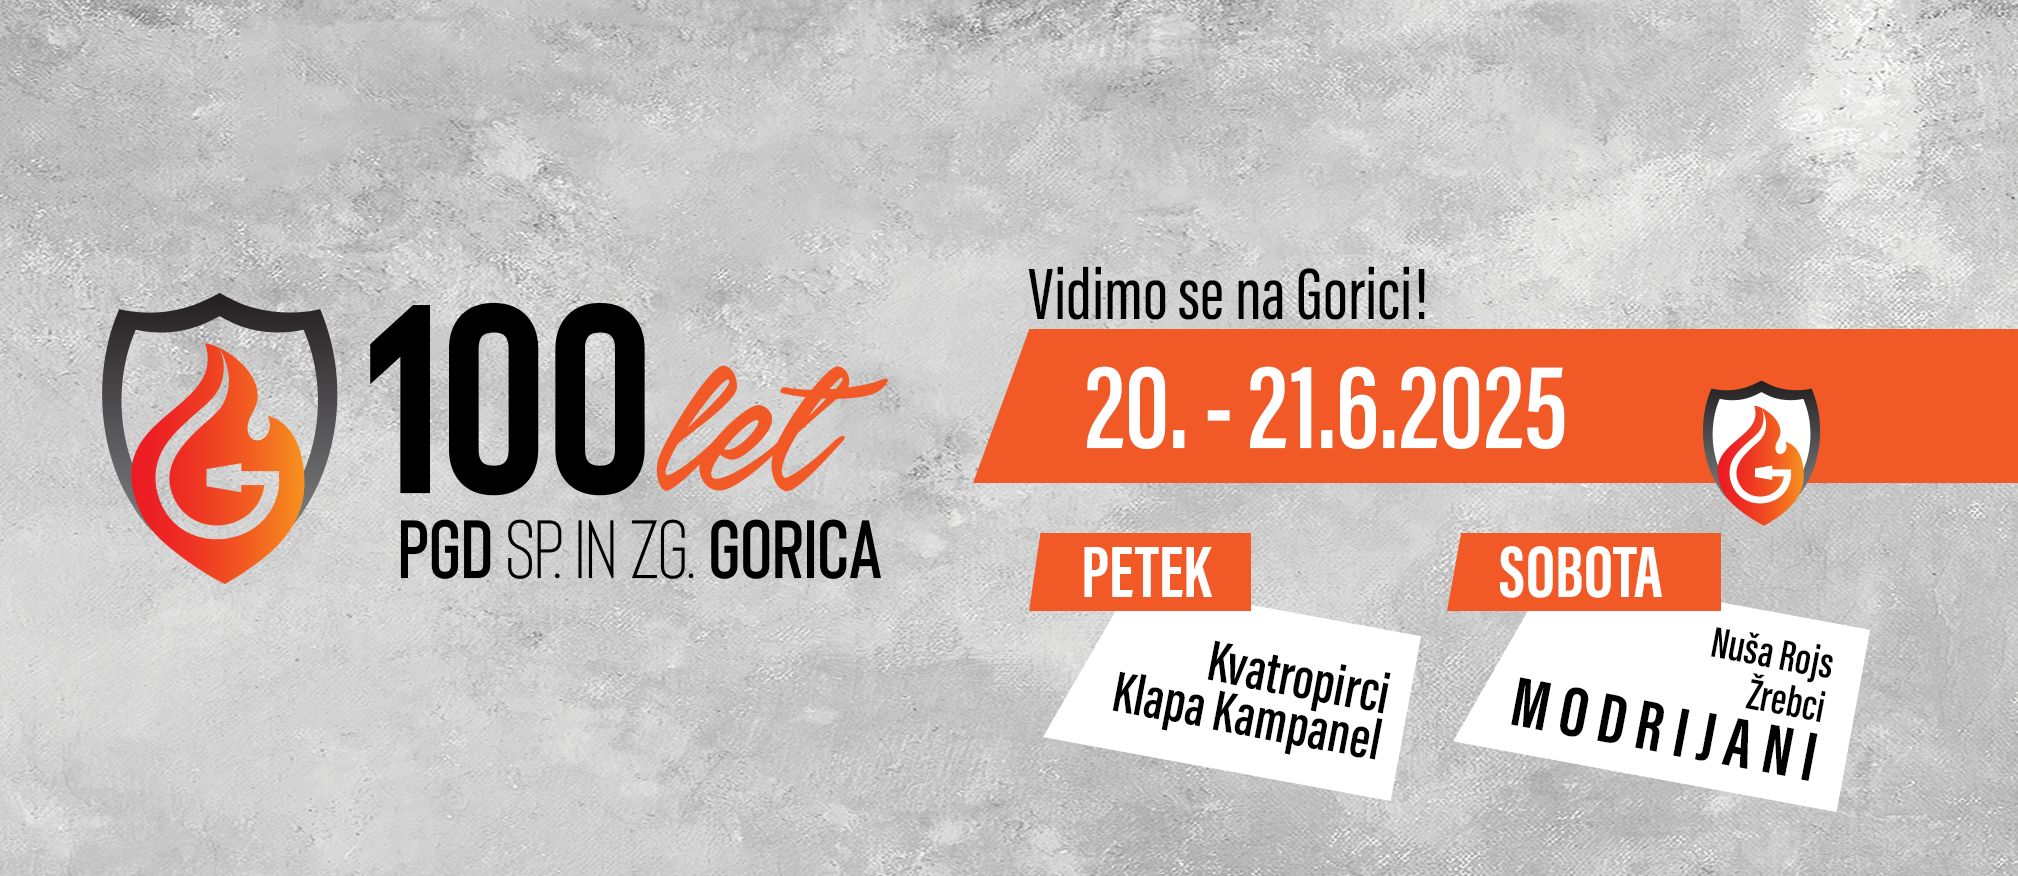 100 let
PGD SP. IN ZG. GORICA
Vidimo se na Gorici!
20. - 21.6.2025
PETEK
Kvatropirci
Klapa Kampanel
SOBOTA
Nuša Rojs
Žrebci
MODRIJANI